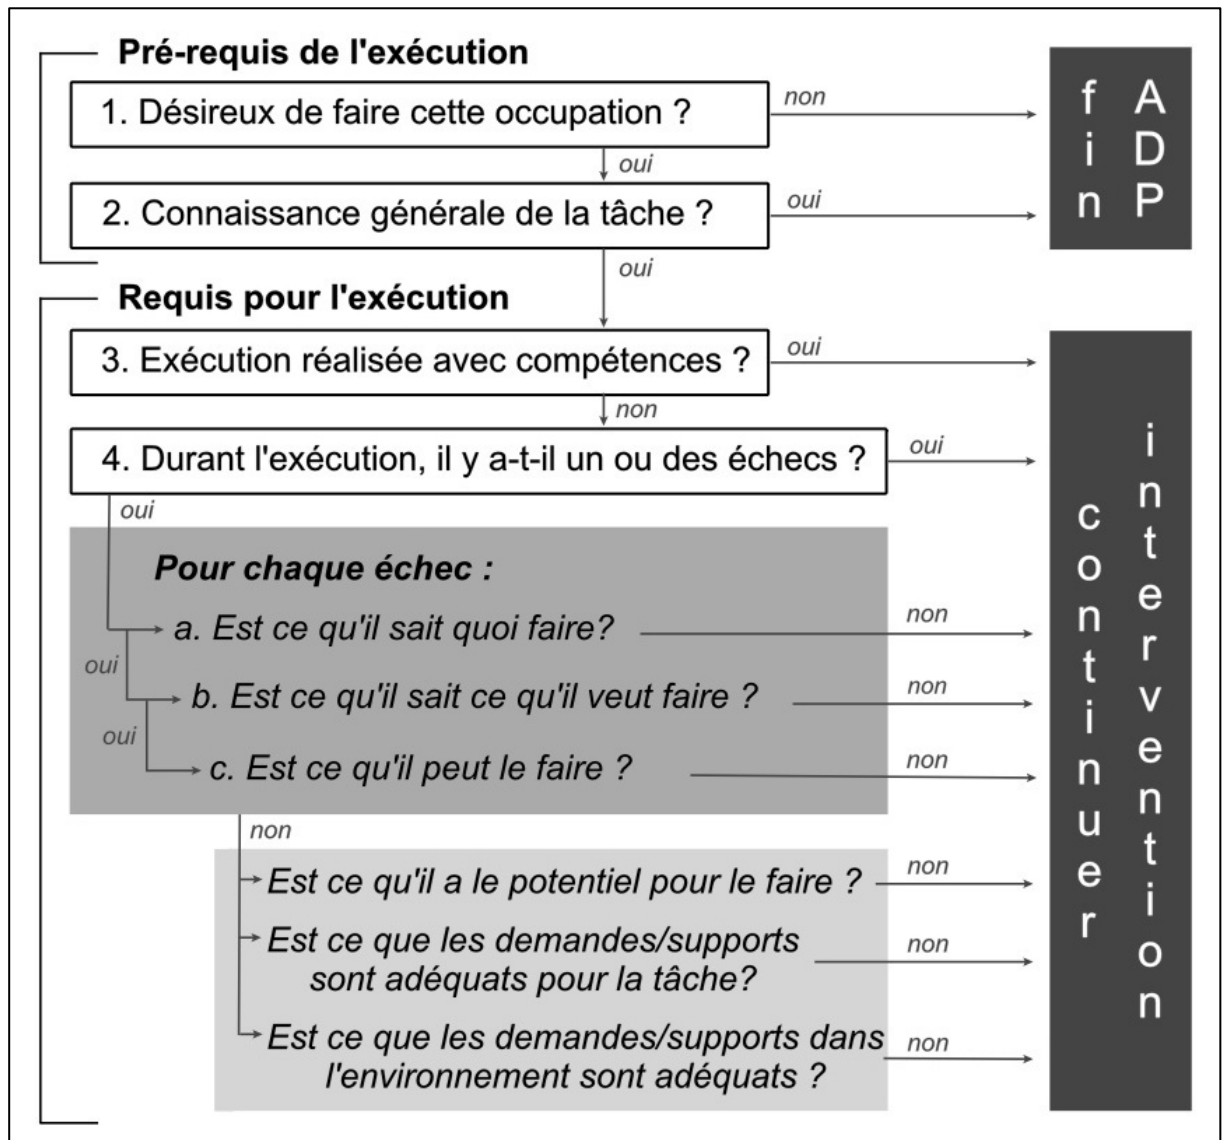 Pré-requis de l'exécution
1. Désireux de faire cette occupation ?
non
oui
2. Connaissance générale de la tâche ?
oui
oui
fin
ADP
Requis pour l'exécution
3. Exécution réalisée avec compétences ?
oui
non
4. Durant l'exécution, il y a-t-il un ou des échecs ?
oui
oui
Pour chaque échec :
a. Est ce qu'il sait quoi faire?
non
oui
b. Est ce qu'il sait ce qu'il veut faire ?
non
oui
c. Est ce qu'il peut le faire ?
non
non
Est ce qu'il a le potentiel pour le faire ?
non
Est ce que les demandes/supports
sont adéquats pour la tâche?
non
Est ce que les demandes/supports dans
l'environnement sont adéquats ?
non
continuer
intervention